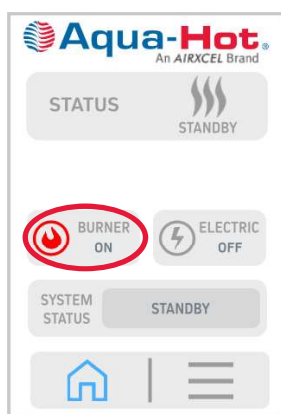 Aqua-Hot®
An AIRXCEL Brand
STATUS
STANDBY
BURNER
ON
ELECTRIC
OFF
SYSTEM
STATUS
STANDBY